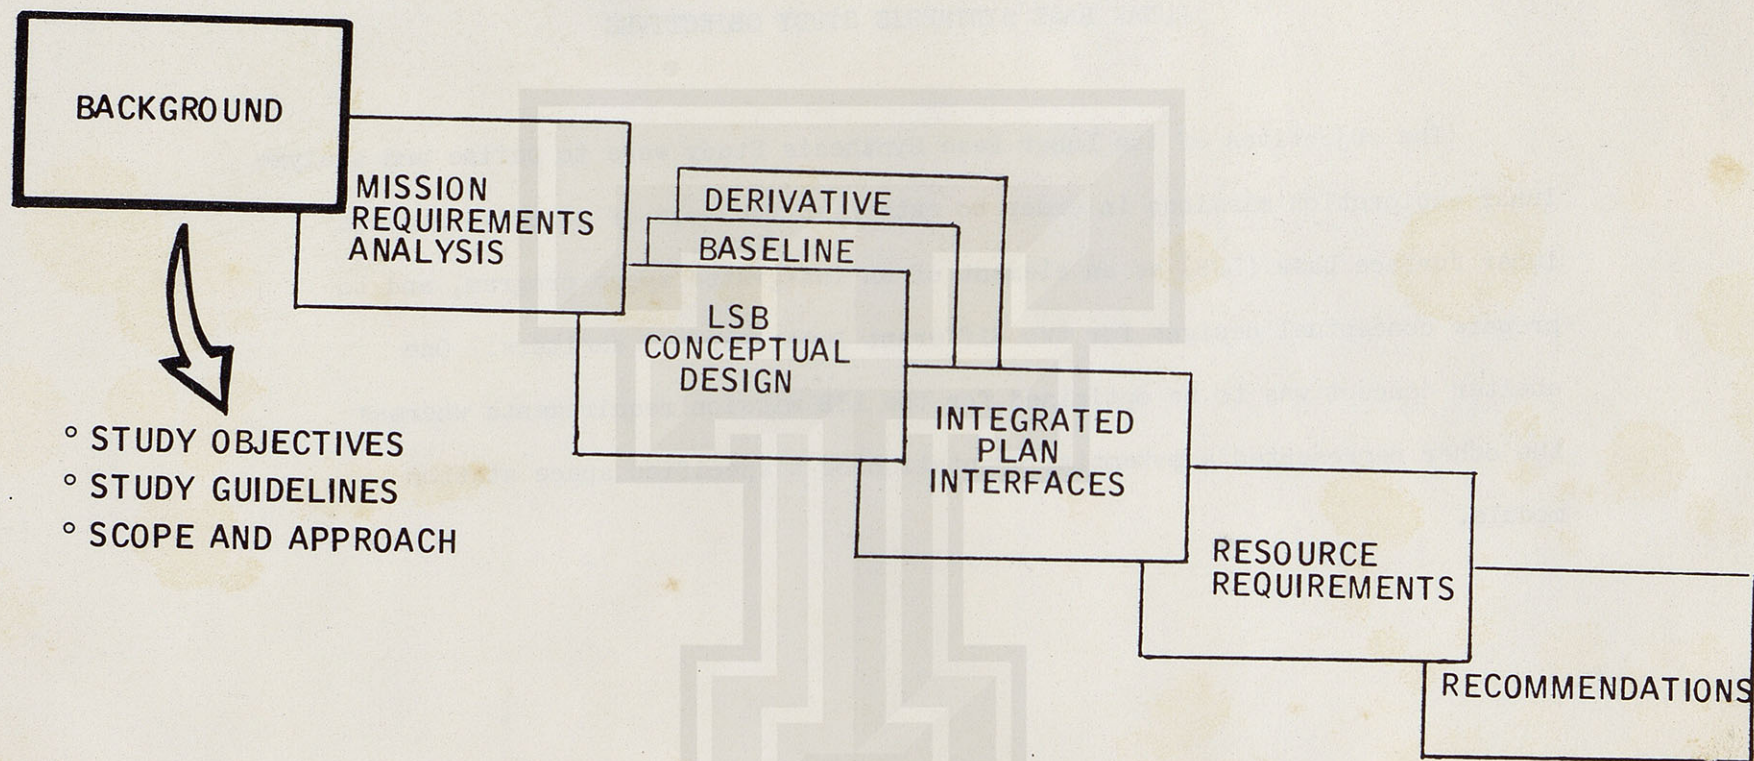 BACKGROUND
MISSION
REQUIREMENTS
ANALYSIS
DERIVATIVE
BASELINE
LSB
CONCEPTUAL
DESIGN
INTEGRATED
PLAN
INTERFACES
RESOURCE
REQUIREMENTS
RECOMMENDATIONS
° STUDY OBJECTIVES
° STUDY GUIDELINES
° SCOPE AND APPROACH